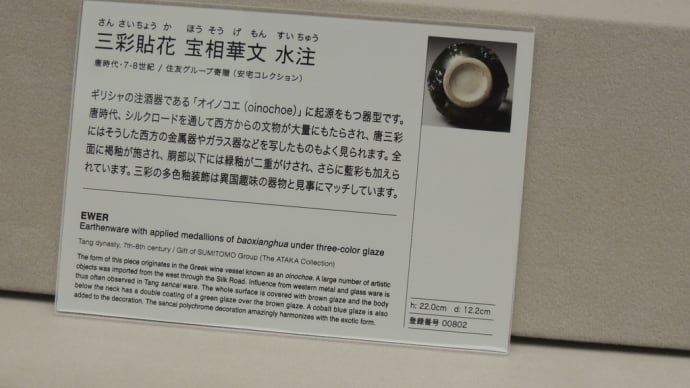 さん さいちょう か　ほう そう げ もん　すい ちゅう
三彩貼花 宝相華文 水注
唐時代・7-8世紀 / 住友グループ寄贈（安宅コレクション）
ギリシャの注酒器である「オイノコエ（oinochoe）」に起源をもつ器型です。
唐時代、シルクロードを通して西方からの文物が大量にもたらされ、唐三彩
にはそうした西方の金属器やガラス器などを写したものもよく見られます。全
面に褐釉が施され、胴部以下には緑釉が二重がけされ、さらに藍彩も加えら
れています。三彩の多色釉装飾は異国趣味の器物と見事にマッチしています。
EWER
Earthenware with applied medallions of baoxianghua under three-color glaze
Tang dynasty, 7th-8th century / Gift of SUMITOMO Group (The ATAKA Collection)
The form of this piece originates in the Greek wine vessel known as an oinochoe. A large number of artistic
objects was imported from the west through the Silk Road. Influence from western metal and glass ware is
thus often observed in Tang sancai ware. The whole surface is covered with brown glaze and the body
below the neck has a double coating of a green glaze over the brown glaze. A cobalt blue glaze is also
added to the decoration. The sancai polychrome decoration amazingly harmonizes with the exotic form.
h: 22.0cm d: 12.2cm
登録番号 00802